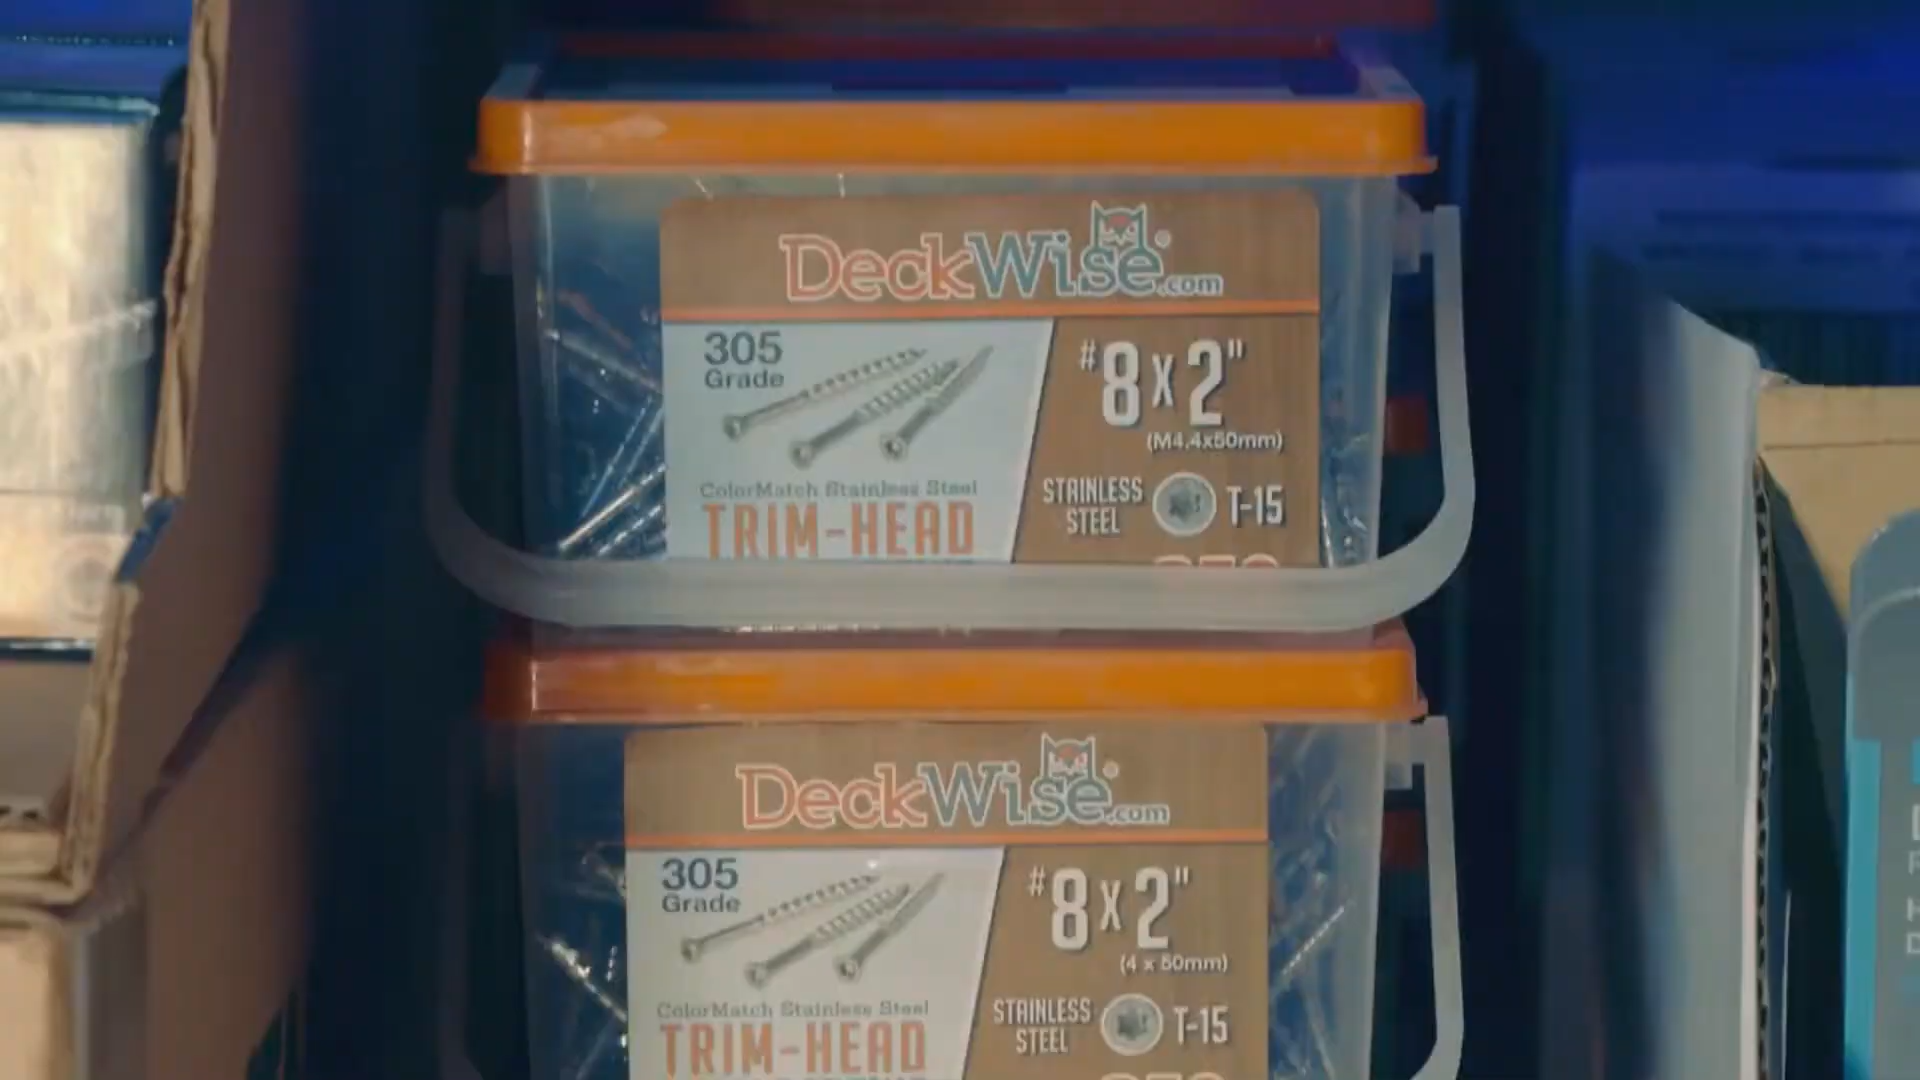 DeckWise®.com
305
Grade
#8 x 2"
(M4.4x50mm)
STAINLESS
STEEL
T-15
ColorMatch Stainless Steel
TRIM-HEAD
DeckWise®.com
305
Grade
#8 x 2"
(4 x 50mm)
STAINLESS
STEEL
T-15
ColorMatch Stainless Steel
TRIM-HEAD